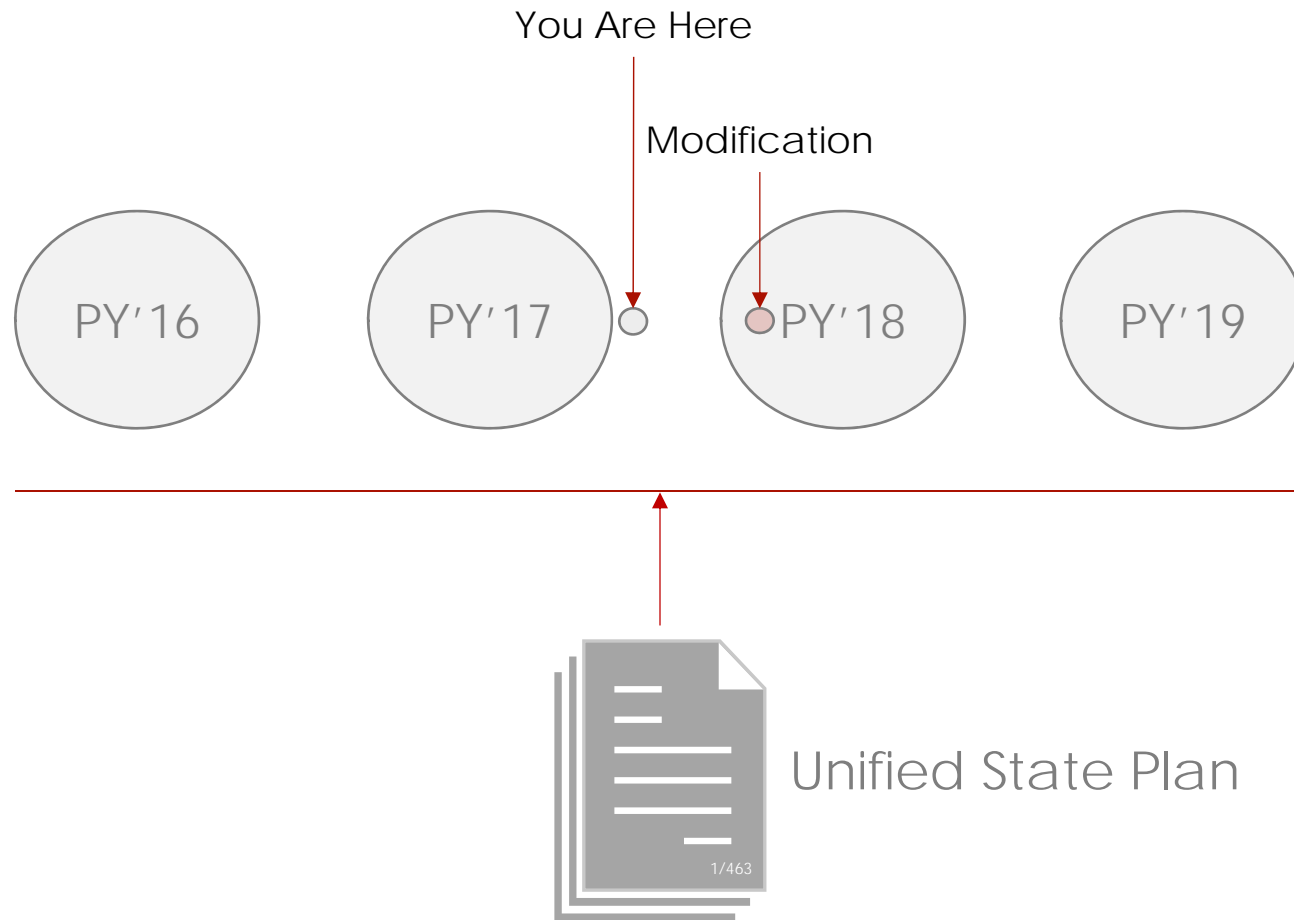 You Are Here
Modification
PY’16
PY’17
PY’18
PY’19
Unified State Plan
1/463